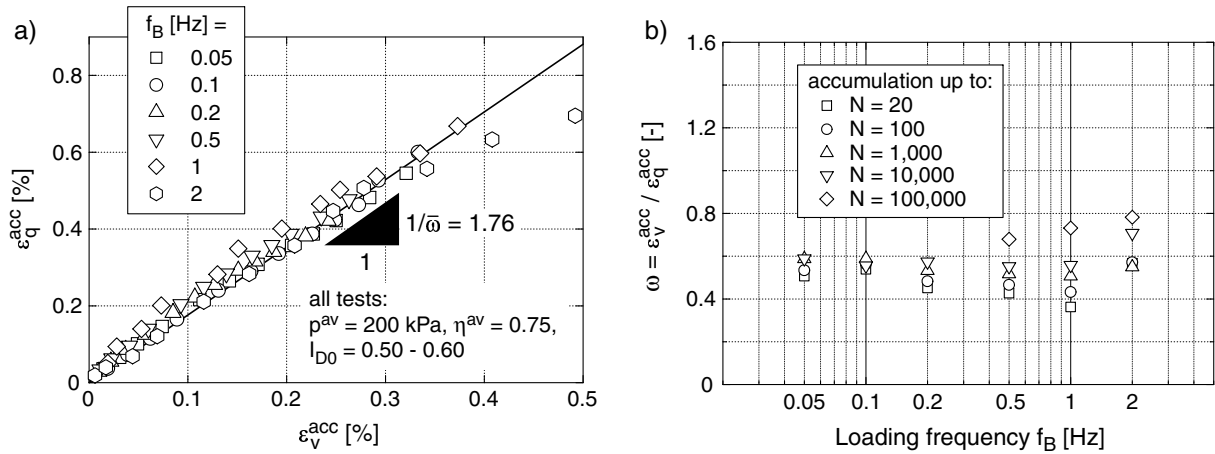 a)
f_B [Hz] =
0.05
0.1
0.2
0.5
1
2
ε_q^acc [%]
0.8
0.6
0.4
0.2
0
0 0.1 0.2 0.3 0.4 0.5
ε_v^acc [%]
1/ω̅ = 1.76
1
all tests:
p^av = 200 kPa, η^av = 0.75,
I_D0 = 0.50 - 0.60
b)
ω = ε_v^acc / ε_q^acc [-]
1.6
1.2
0.8
0.4
0
accumulation up to:
N = 20
N = 100
N = 1,000
N = 10,000
N = 100,000
0.05 0.1 0.2 0.5 1 2
Loading frequency f_B [Hz]